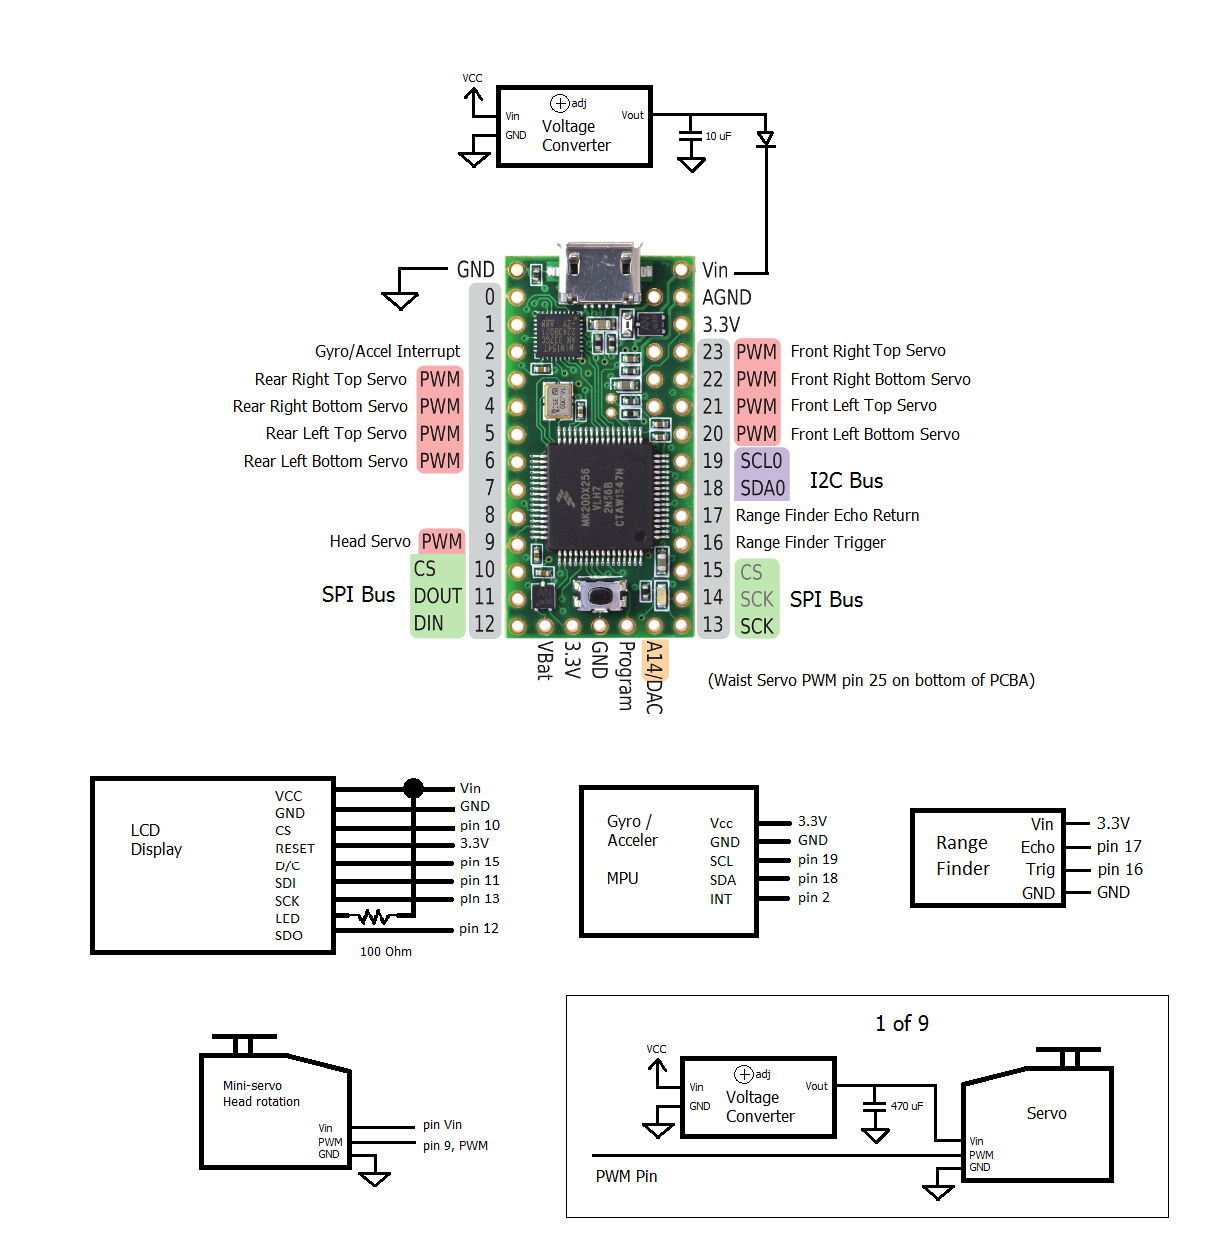 VCC
Vin
GND
adj
Voltage
Converter
Vout
10 uF
GND
Vin
0
AGND
1
3.3V
Gyro/Accel Interrupt
2
23
PWM
Front Right Top Servo
Rear Right Top Servo
PWM
3
22
PWM
Front Right Bottom Servo
Rear Right Bottom Servo
PWM
4
21
PWM
Front Left Top Servo
Rear Left Top Servo
PWM
5
20
PWM
Front Left Bottom Servo
Rear Left Bottom Servo
PWM
6
19
SCL0
7
18
SDA0
I2C Bus
8
17
Range Finder Echo Return
Head Servo
PWM
9
16
Range Finder Trigger
SPI Bus
CS
10
15
CS
DOUT
11
14
SCK
SPI Bus
DIN
12
13
SCK
MK20DX256
VLH7
2N36B
CTAW1347N
VBat
3.3V
GND
Program
A14/DAC
(Waist Servo PWM pin 25 on bottom of PCBA)
LCD
Display
VCC
GND
CS
RESET
D/C
SDI
SCK
LED
SDO
Vin
GND
pin 10
3.3V
pin 15
pin 11
pin 13
pin 12
100 Ohm
Gyro /
Acceler
MPU
Vcc
GND
SCL
SDA
INT
3.3V
GND
pin 19
pin 18
pin 2
Range
Finder
Vin
Echo
Trig
GND
3.3V
pin 17
pin 16
GND
Mini-servo
Head rotation
Vin
PWM
GND
pin Vin
pin 9, PWM
1 of 9
VCC
Vin
GND
adj
Voltage
Converter
Vout
470 uF
Servo
Vin
PWM
GND
PWM Pin